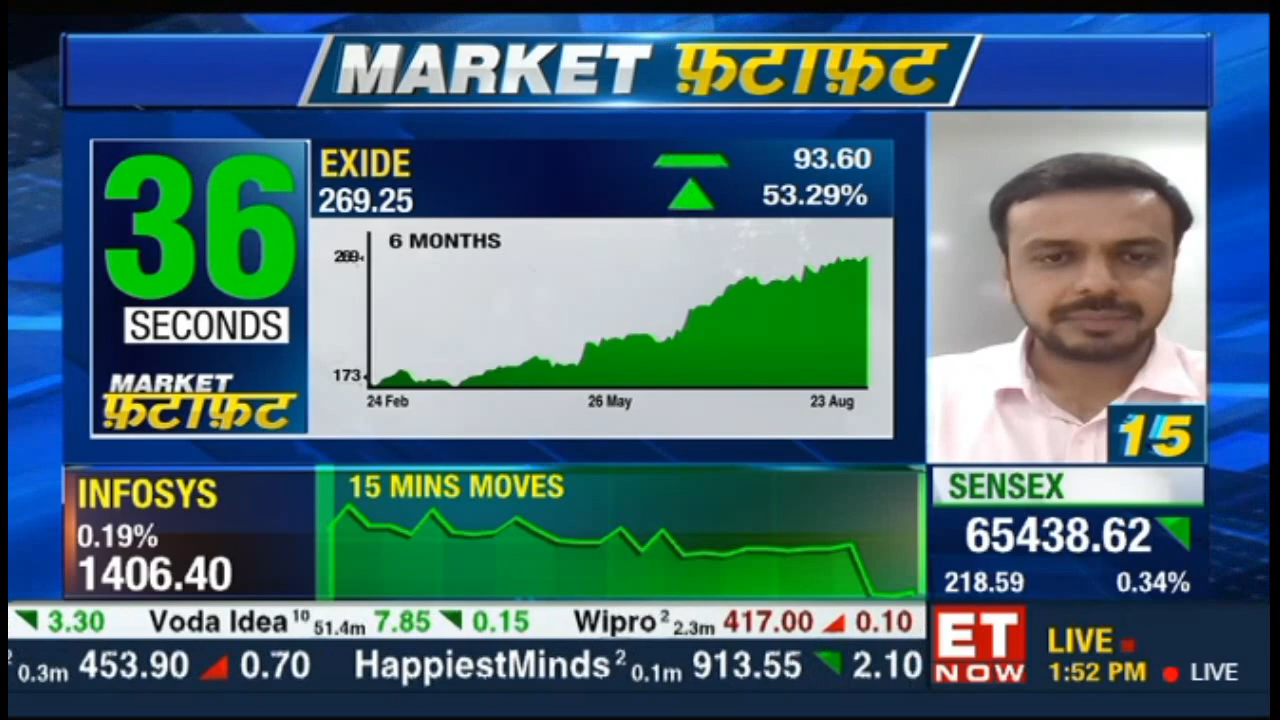 MARKET फ़टाफ़ट
36
SECONDS
MARKET
फ़टाफ़ट
EXIDE
269.25
93.60
53.29%
6 MONTHS
269
173
24 Feb
26 May
23 Aug
15
INFOSYS
0.19%
1406.40
15 MINS MOVES
SENSEX
65438.62
218.59 0.34%
3.30 Voda Idea 10 51.4m 7.85 0.15 Wipro 2 2.3m 417.00 0.10
2 0.3m 453.90 0.70 HappiestMinds 2 0.1m 913.55 2.10
ET
NOW
LIVE
1:52 PM
LIVE